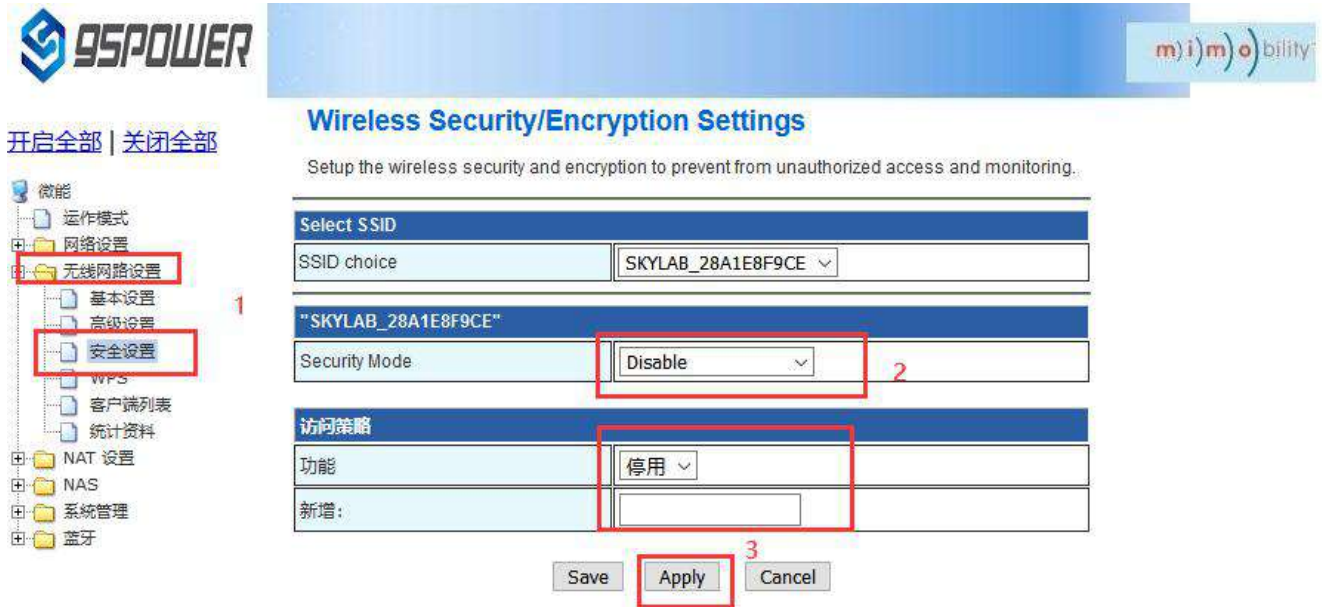 95POWER
m)i)m)o)bility
开启全部 | 关闭全部
微能
运作模式
网络设置
无线网路设置
基本设置
高级设置
安全设置
WPS
客户端列表
统计资料
NAT 设置
NAS
系统管理
蓝牙
1
Wireless Security/Encryption Settings
Setup the wireless security and encryption to prevent from unauthorized access and monitoring.
Select SSID
SSID choice SKYLAB_28A1E8F9CE
"SKYLAB_28A1E8F9CE"
Security Mode Disable
2
访问策略
功能 停用
新增:
3
Save Apply Cancel